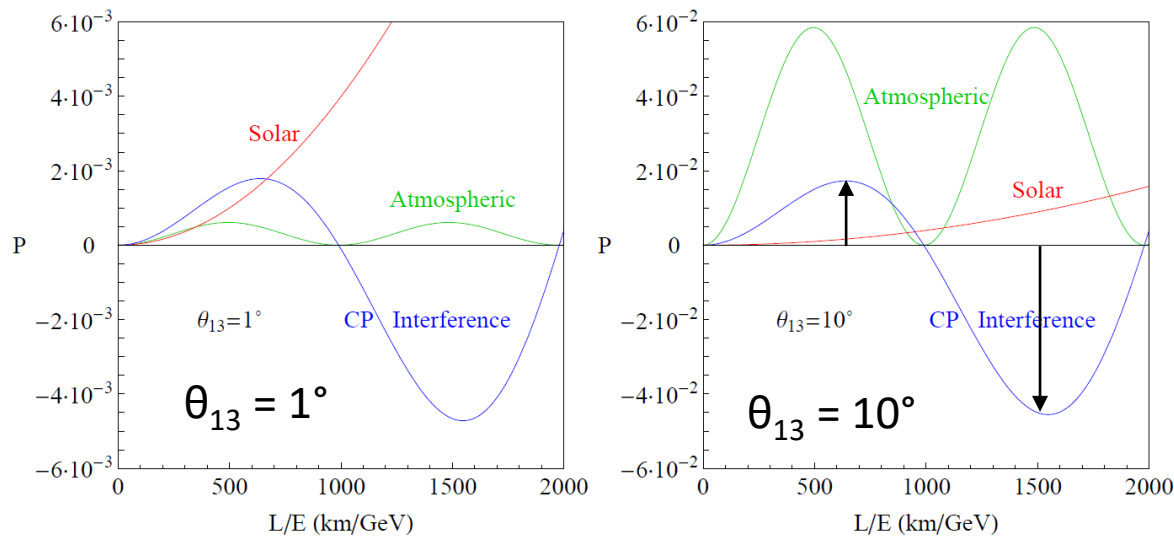 6·10⁻³
4·10⁻³
2·10⁻³
P
0
−2·10⁻³
−4·10⁻³
−6·10⁻³
Solar
Atmospheric
θ₁₃=1°
CP Interference
θ₁₃ = 1°
0 500 1000 1500 2000
L/E (km/GeV)
6·10⁻²
4·10⁻²
2·10⁻²
P
0
−2·10⁻²
−4·10⁻²
−6·10⁻²
Atmospheric
Solar
θ₁₃=10°
CP Interference
θ₁₃ = 10°
0 500 1000 1500 2000
L/E (km/GeV)